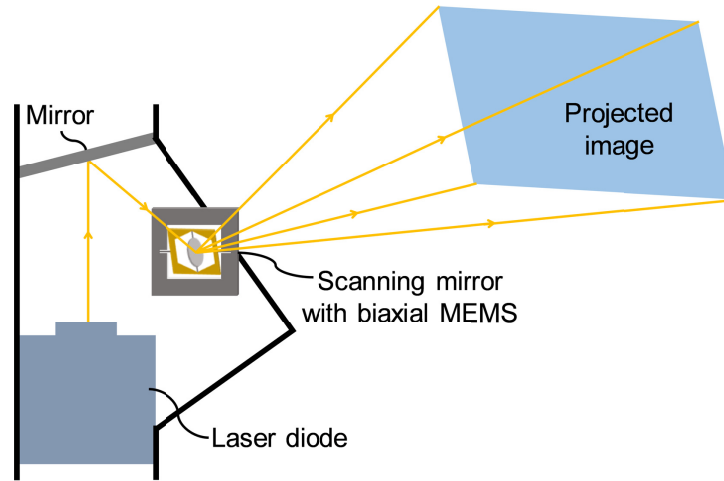 Mirror
Projected
image
Scanning mirror
with biaxial MEMS
Laser diode